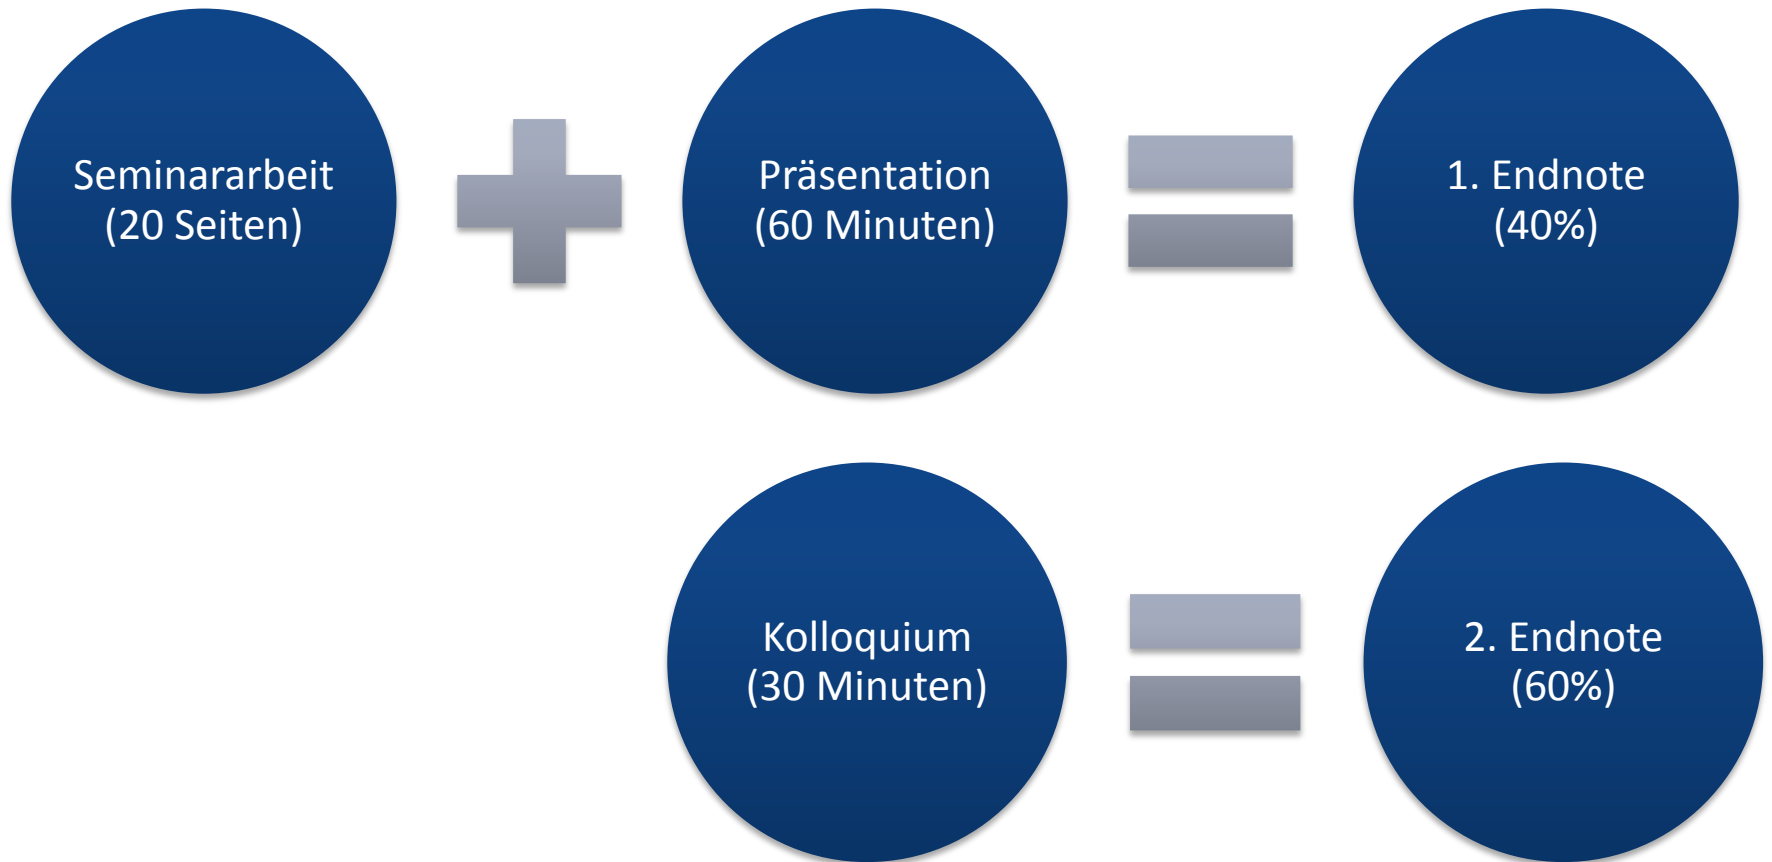 Seminararbeit
(20 Seiten)
Präsentation
(60 Minuten)
1. Endnote
(40%)
Kolloquium
(30 Minuten)
2. Endnote
(60%)